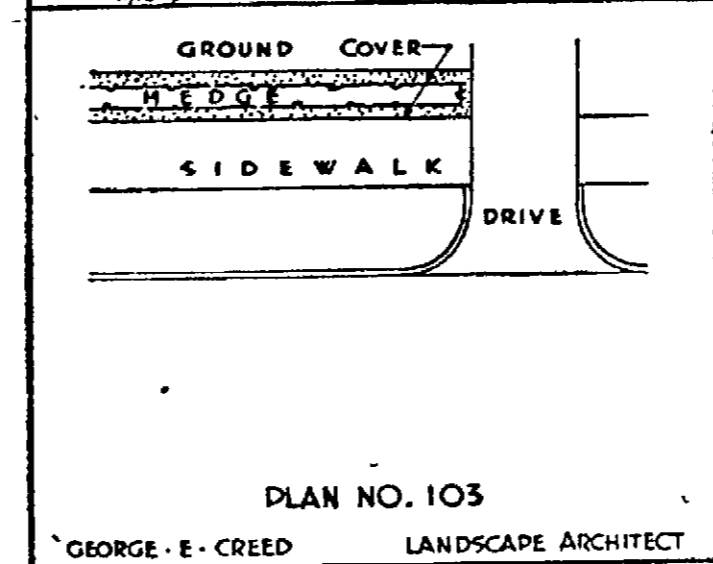 GROUND COVER
HEDGE
SIDEWALK
DRIVE
PLAN NO. 103
GEORGE · E · CREED LANDSCAPE ARCHITECT